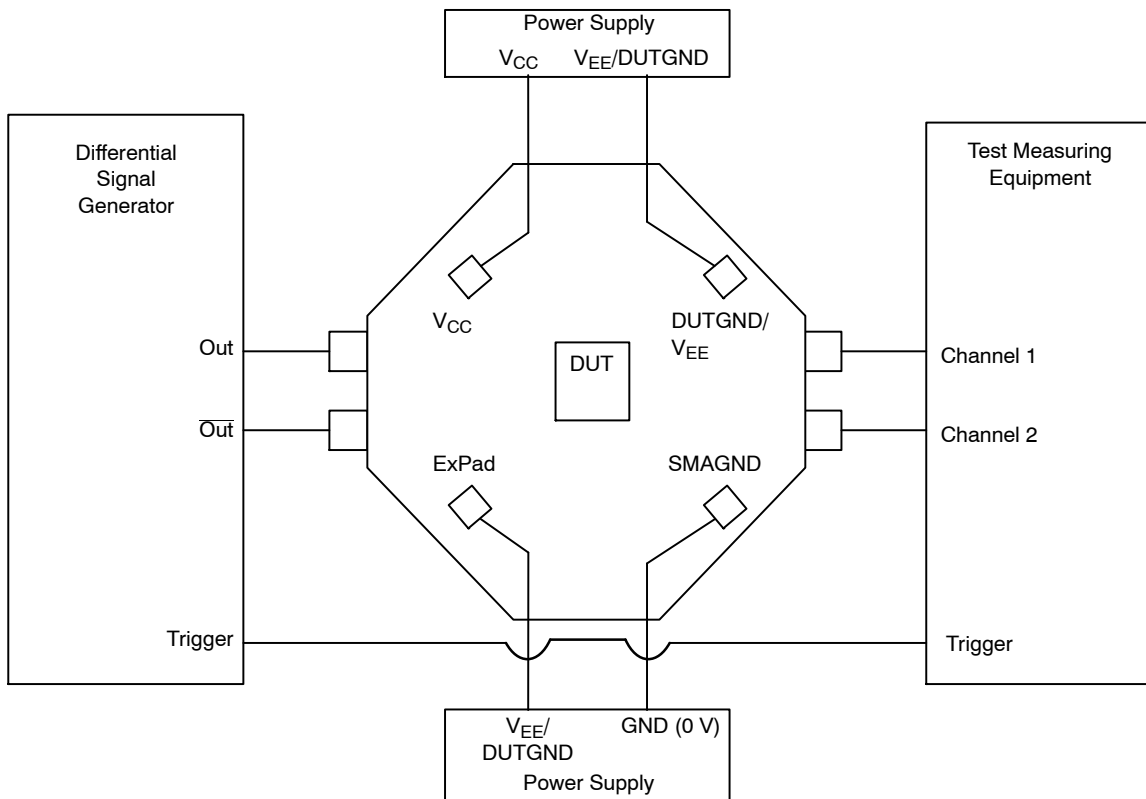 Power Supply
VCC VEE/DUTGND
Differential
Signal
Generator
Test Measuring
Equipment
VCC
DUTGND/
VEE
Out
DUT
Channel 1
Out
Channel 2
ExPad
SMAGND
Trigger
Trigger
VEE/
DUTGND
GND (0 V)
Power Supply